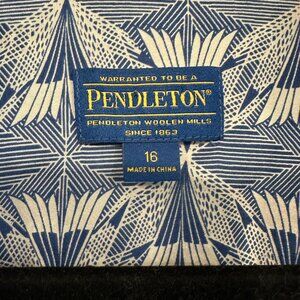 WARRANTED TO BE A
PENDLETON®
PENDLETON WOOLEN MILLS
SINCE 1863
16
MADE IN CHINA